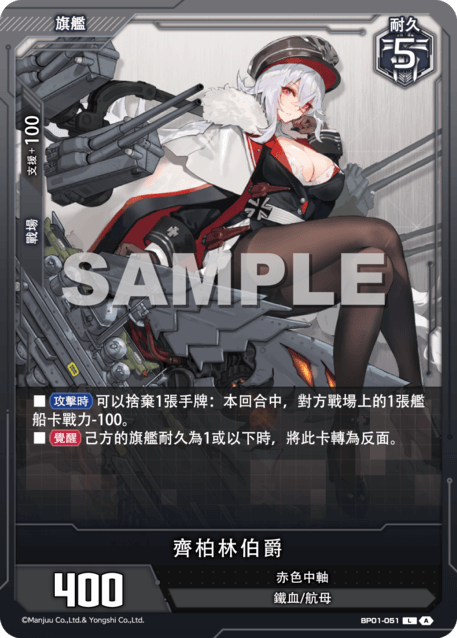 旗艦
耐久
5
支援+100
戰場
SAMPLE
■ 攻擊時 可以捨棄1張手牌：本回合中，對方戰場上的1張艦
船卡戰力-100。
■ 覺醒 己方的旗艦耐久為1或以下時，將此卡轉為反面。
齊柏林伯爵
400
赤色中軸
鐵血/航母
©Manjuu Co.,Ltd.& Yongshi Co.,Ltd.
BP01-051 L A